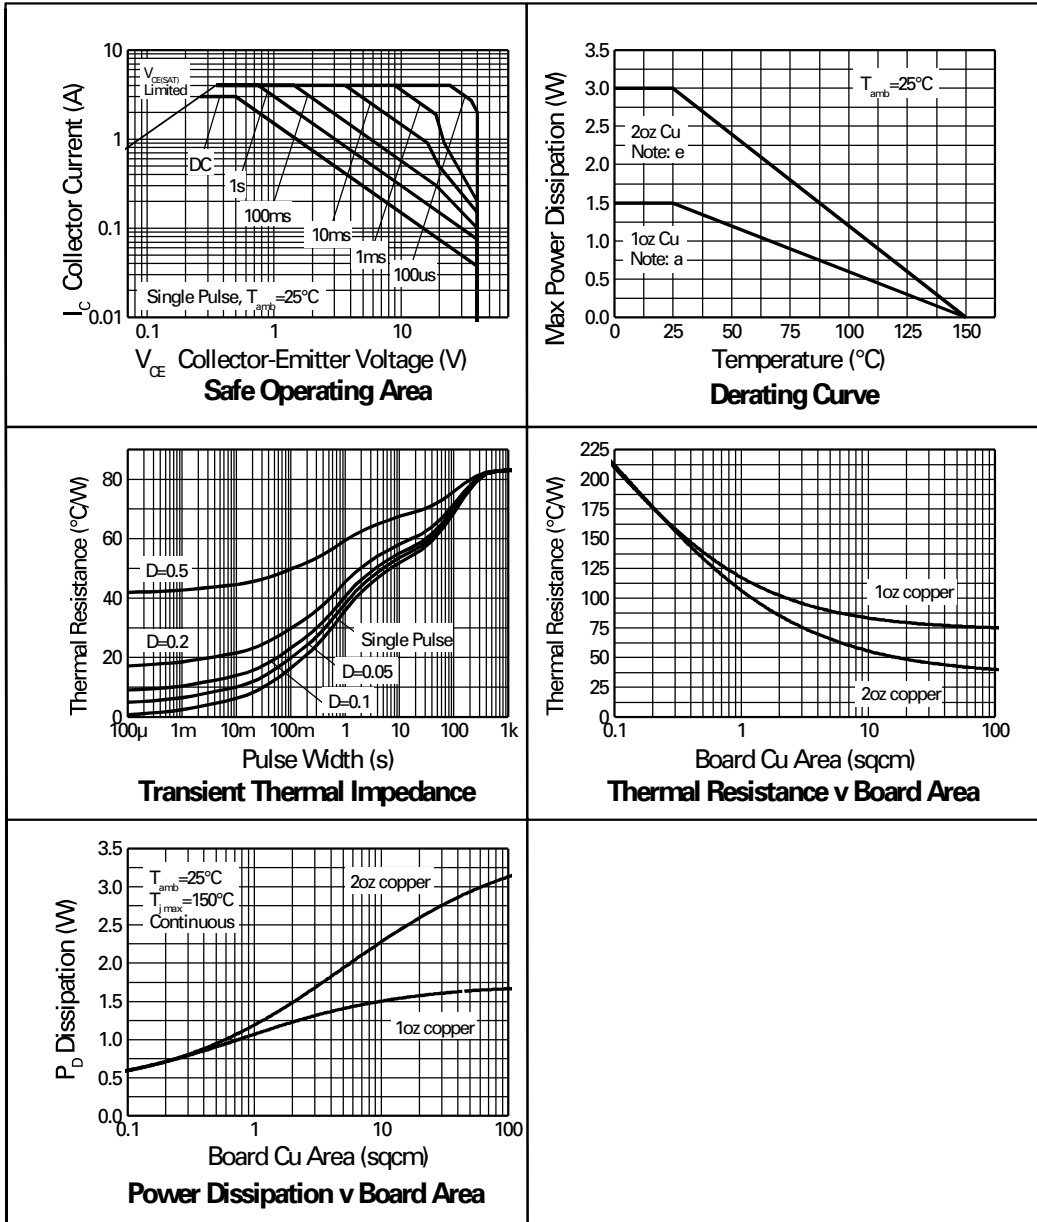 10
1
0.1
0.01
I_C Collector Current (A)
V_CE(SAT)
Limited
DC
1s
100ms
10ms
1ms
100us
Single Pulse, T_amb=25°C
0.1 1 10
V_CE Collector-Emitter Voltage (V)
Safe Operating Area
3.5
3.0
2.5
2.0
1.5
1.0
0.5
0.0
Max Power Dissipation (W)
T_amb=25°C
2oz Cu
Note: e
1oz Cu
Note: a
0 25 50 75 100 125 150
Temperature (°C)
Derating Curve
80
60
40
20
0
Thermal Resistance (°C/W)
D=0.5
D=0.2
Single Pulse
D=0.05
D=0.1
100µ 1m 10m 100m 1 10 100 1k
Pulse Width (s)
Transient Thermal Impedance
225
200
175
150
125
100
75
50
25
0
Thermal Resistance (°C/W)
1oz copper
2oz copper
0.1 1 10 100
Board Cu Area (sqcm)
Thermal Resistance v Board Area
3.5
3.0
2.5
2.0
1.5
1.0
0.5
0.0
P_D Dissipation (W)
T_amb=25°C
T_j max=150°C
Continuous
2oz copper
1oz copper
0.1 1 10 100
Board Cu Area (sqcm)
Power Dissipation v Board Area